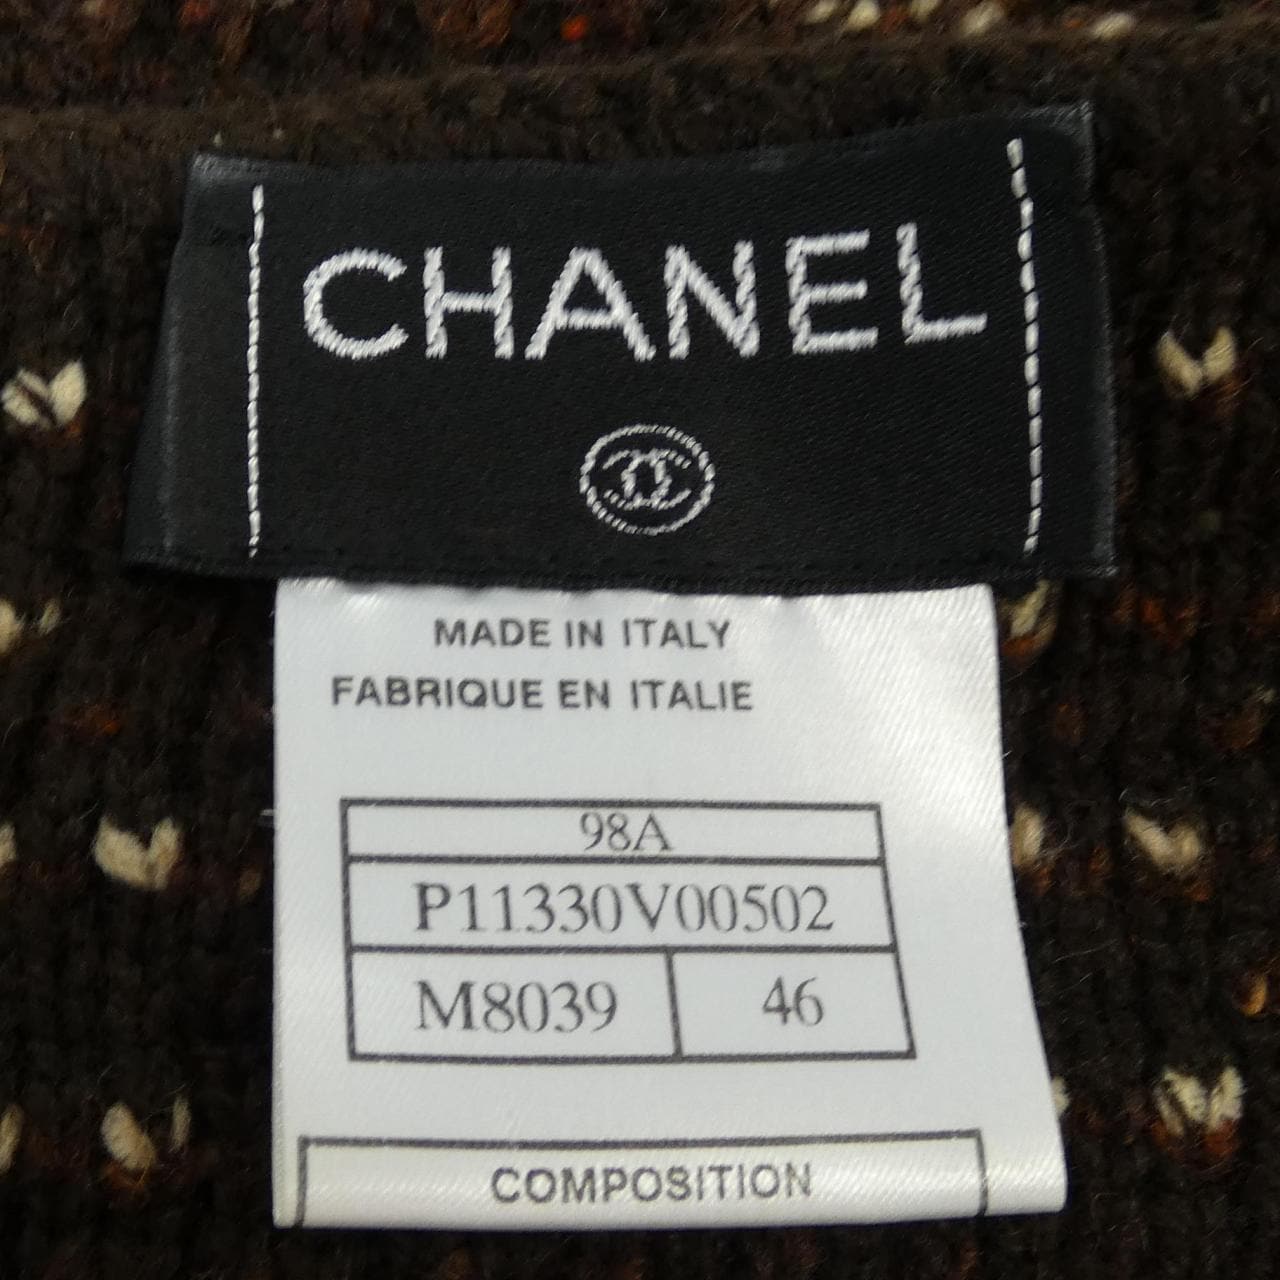 CHANEL
MADE IN ITALY
FABRIQUE EN ITALIE
98A
P11330V00502
M8039 46
COMPOSITION